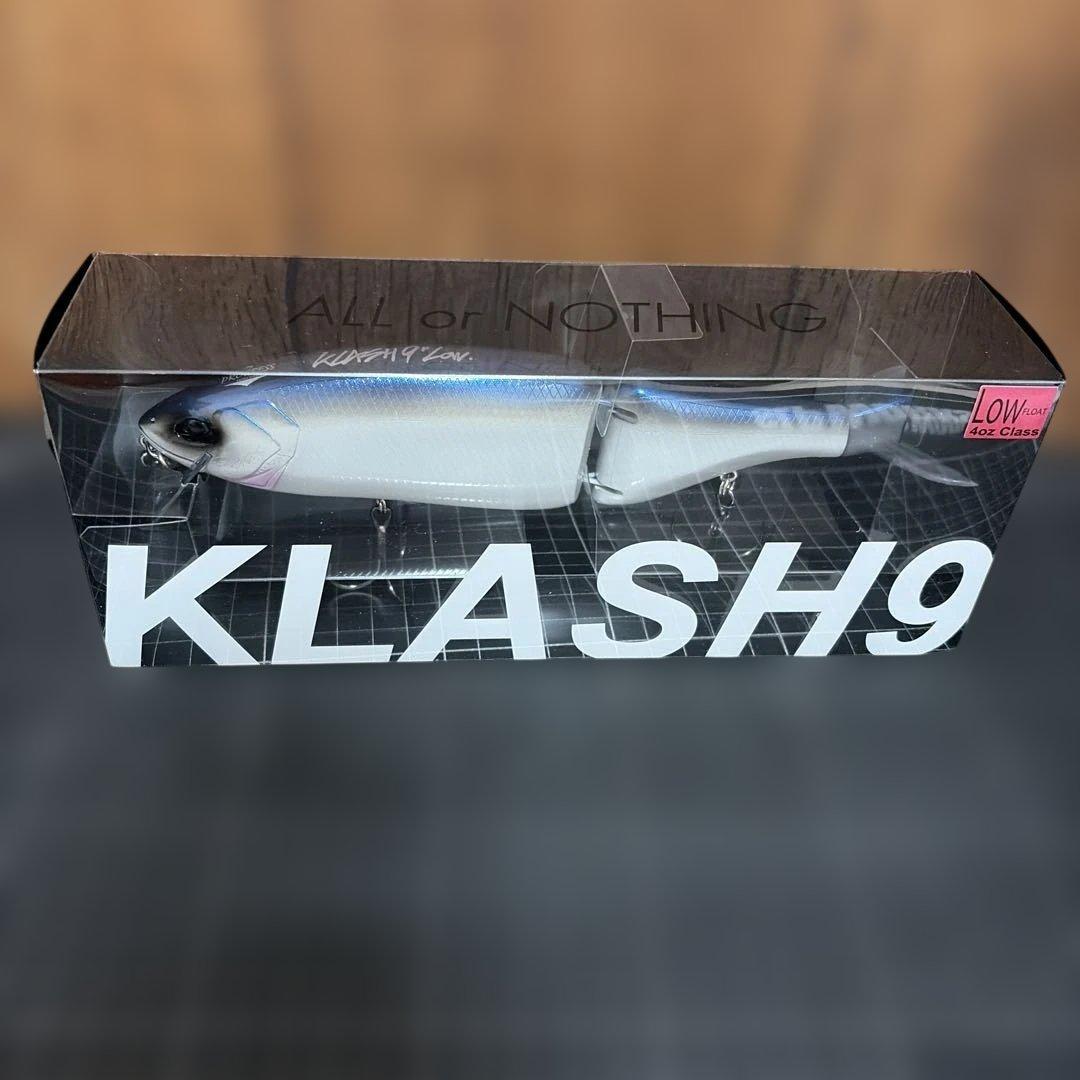 ALL or NOTHING
KLASH9" Low.
LOW FLOAT
4oz Class
KLASH9